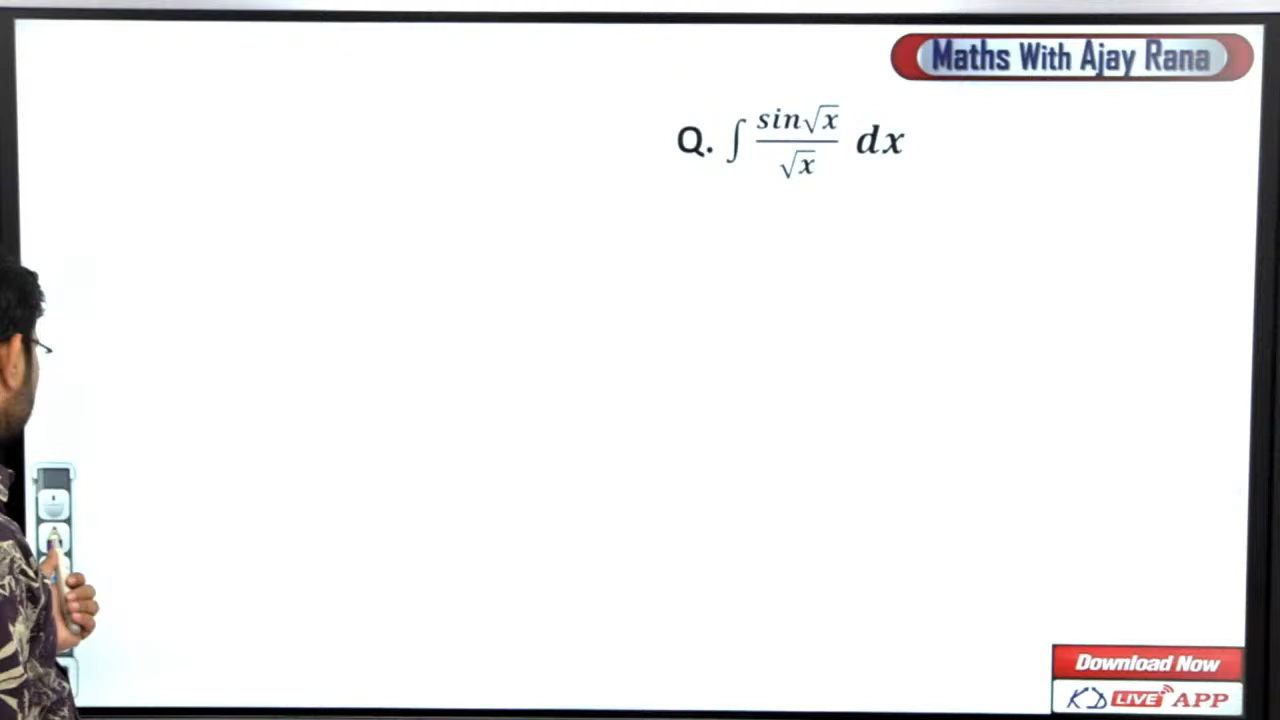 Maths With Ajay Rana
Q. ∫ sin√x / √x dx
Download Now
KD LIVE APP